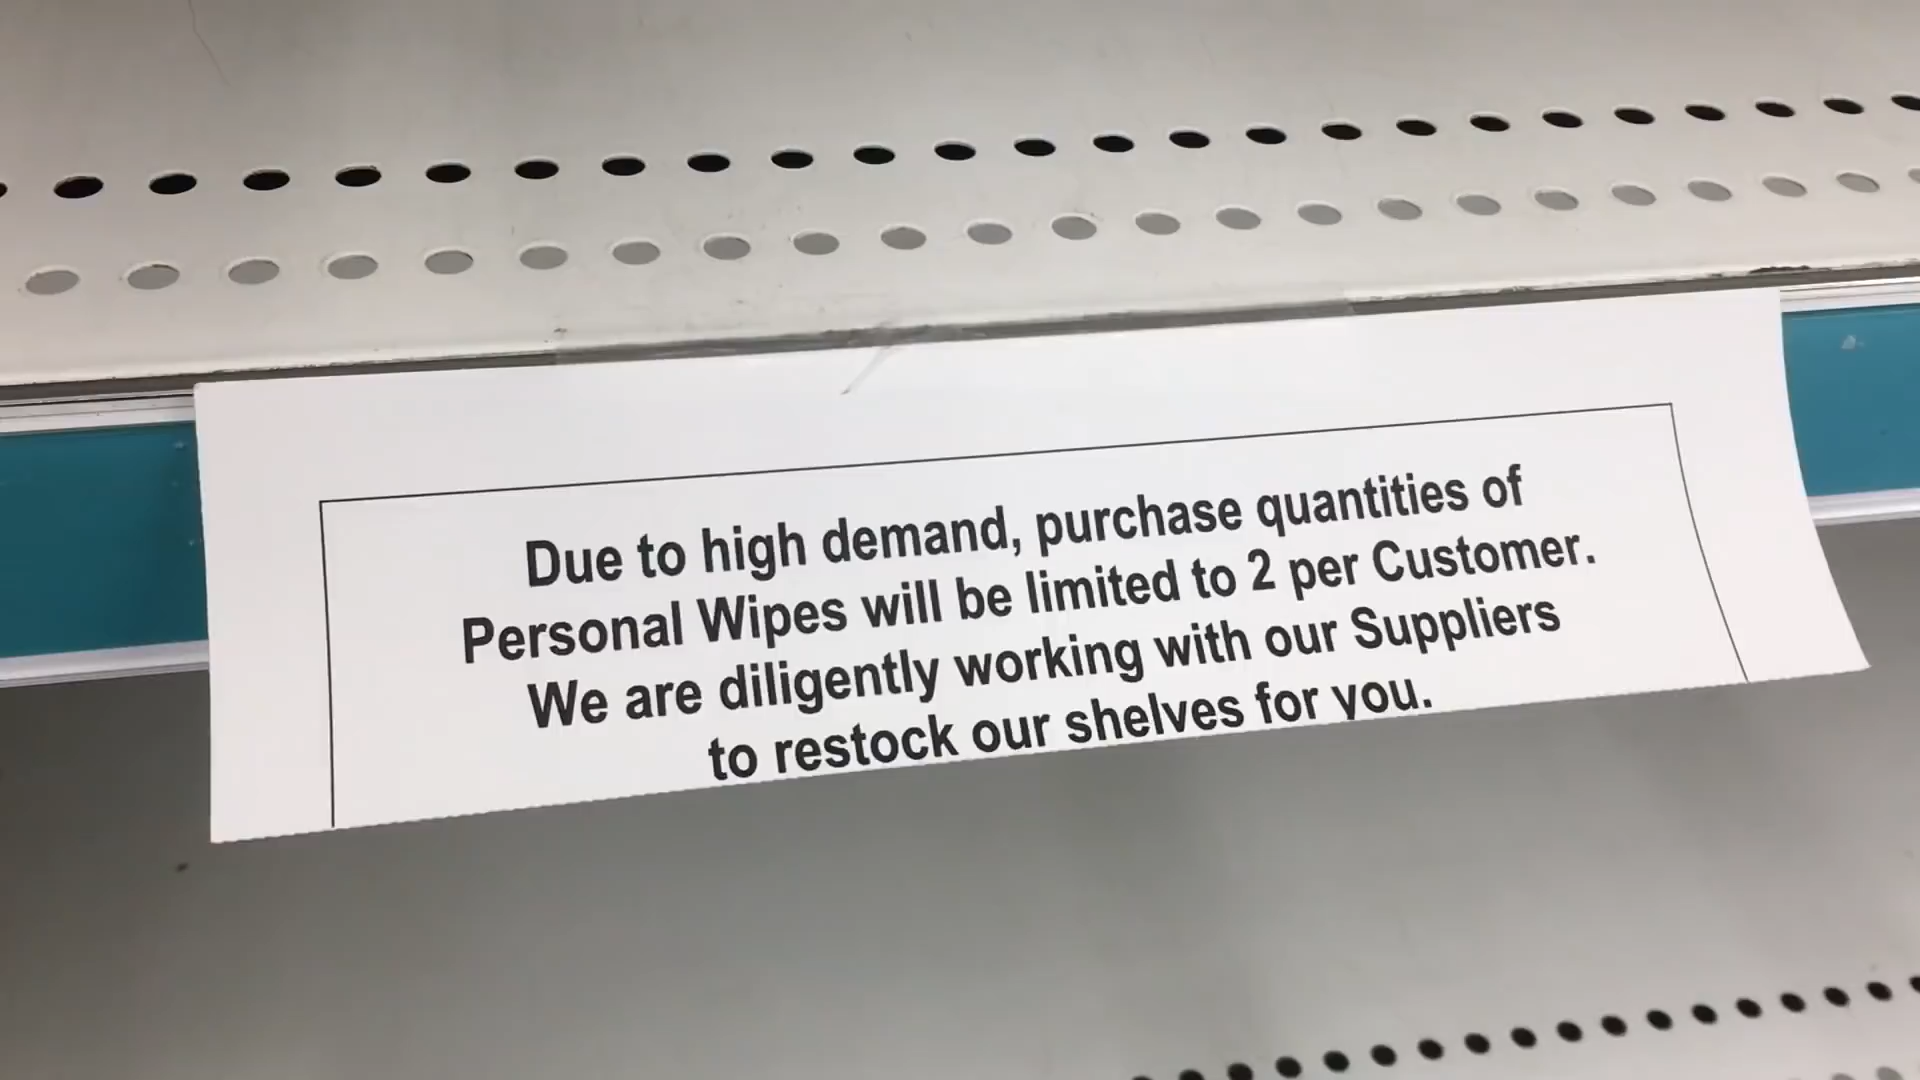 Due to high demand, purchase quantities of
Personal Wipes will be limited to 2 per Customer.
We are diligently working with our Suppliers
to restock our shelves for you.